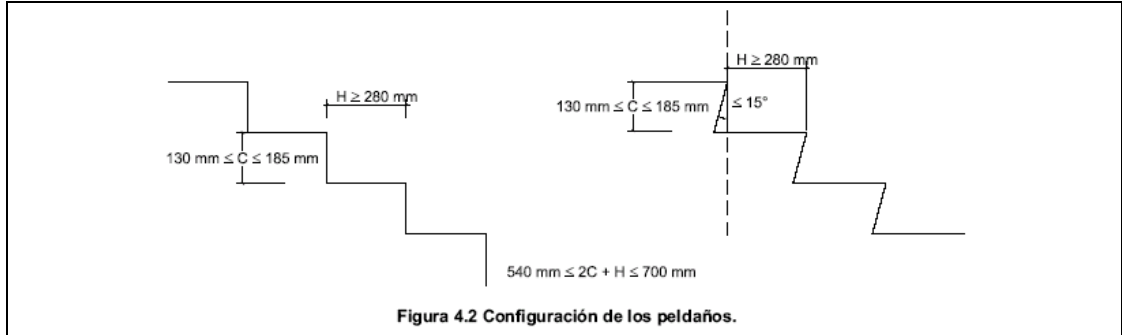 H ≥ 280 mm
130 mm ≤ C ≤ 185 mm
H ≥ 280 mm
130 mm ≤ C ≤ 185 mm
≤ 15°
540 mm ≤ 2C + H ≤ 700 mm
Figura 4.2 Configuración de los peldaños.